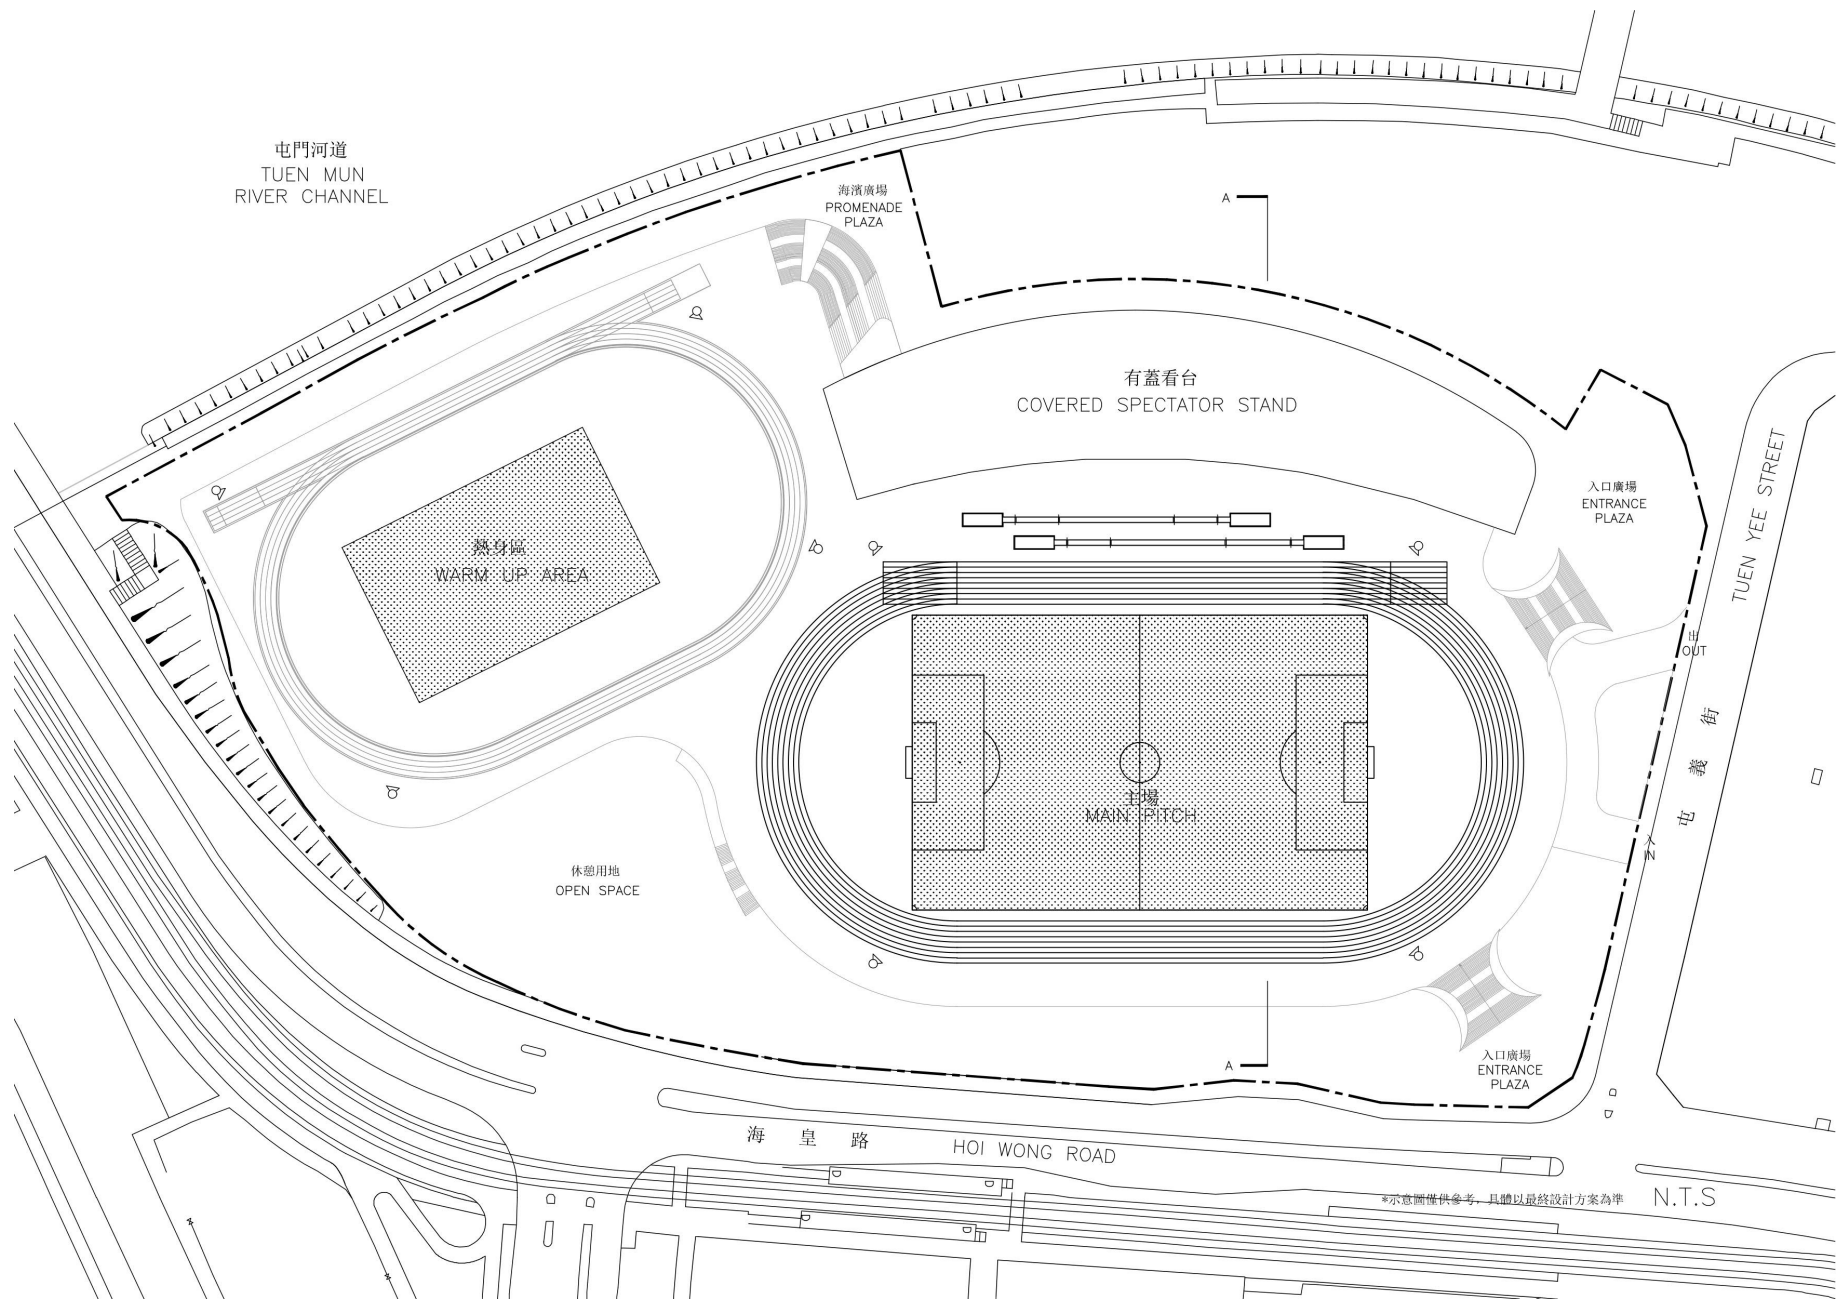 屯門河道
TUEN MUN
RIVER CHANNEL
海濱廣場
PROMENADE
PLAZA
A
有蓋看台
COVERED SPECTATOR STAND
入口廣場
ENTRANCE
PLAZA
TUEN YEE STREET
熱身區
WARM UP AREA
出
OUT
屯義街
主場
MAIN PITCH
入
IN
休憩用地
OPEN SPACE
A
入口廣場
ENTRANCE
PLAZA
海皇路 HOI WONG ROAD
*示意圖僅供參考，具體以最終設計方案為準 N.T.S